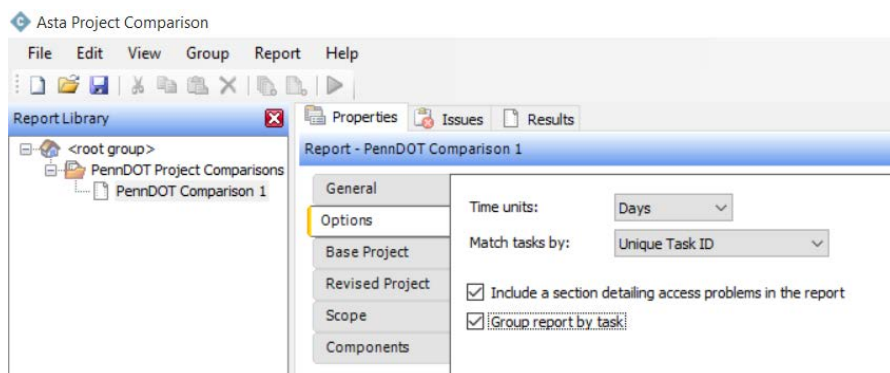 Asta Project Comparison
File Edit View Group Report Help
Report Library
<root group>
PennDOT Project Comparisons
PennDOT Comparison 1
Properties Issues Results
Report - PennDOT Comparison 1
General
Options
Base Project
Revised Project
Scope
Components
Time units: Days
Match tasks by: Unique Task ID
Include a section detailing access problems in the report
Group report by task